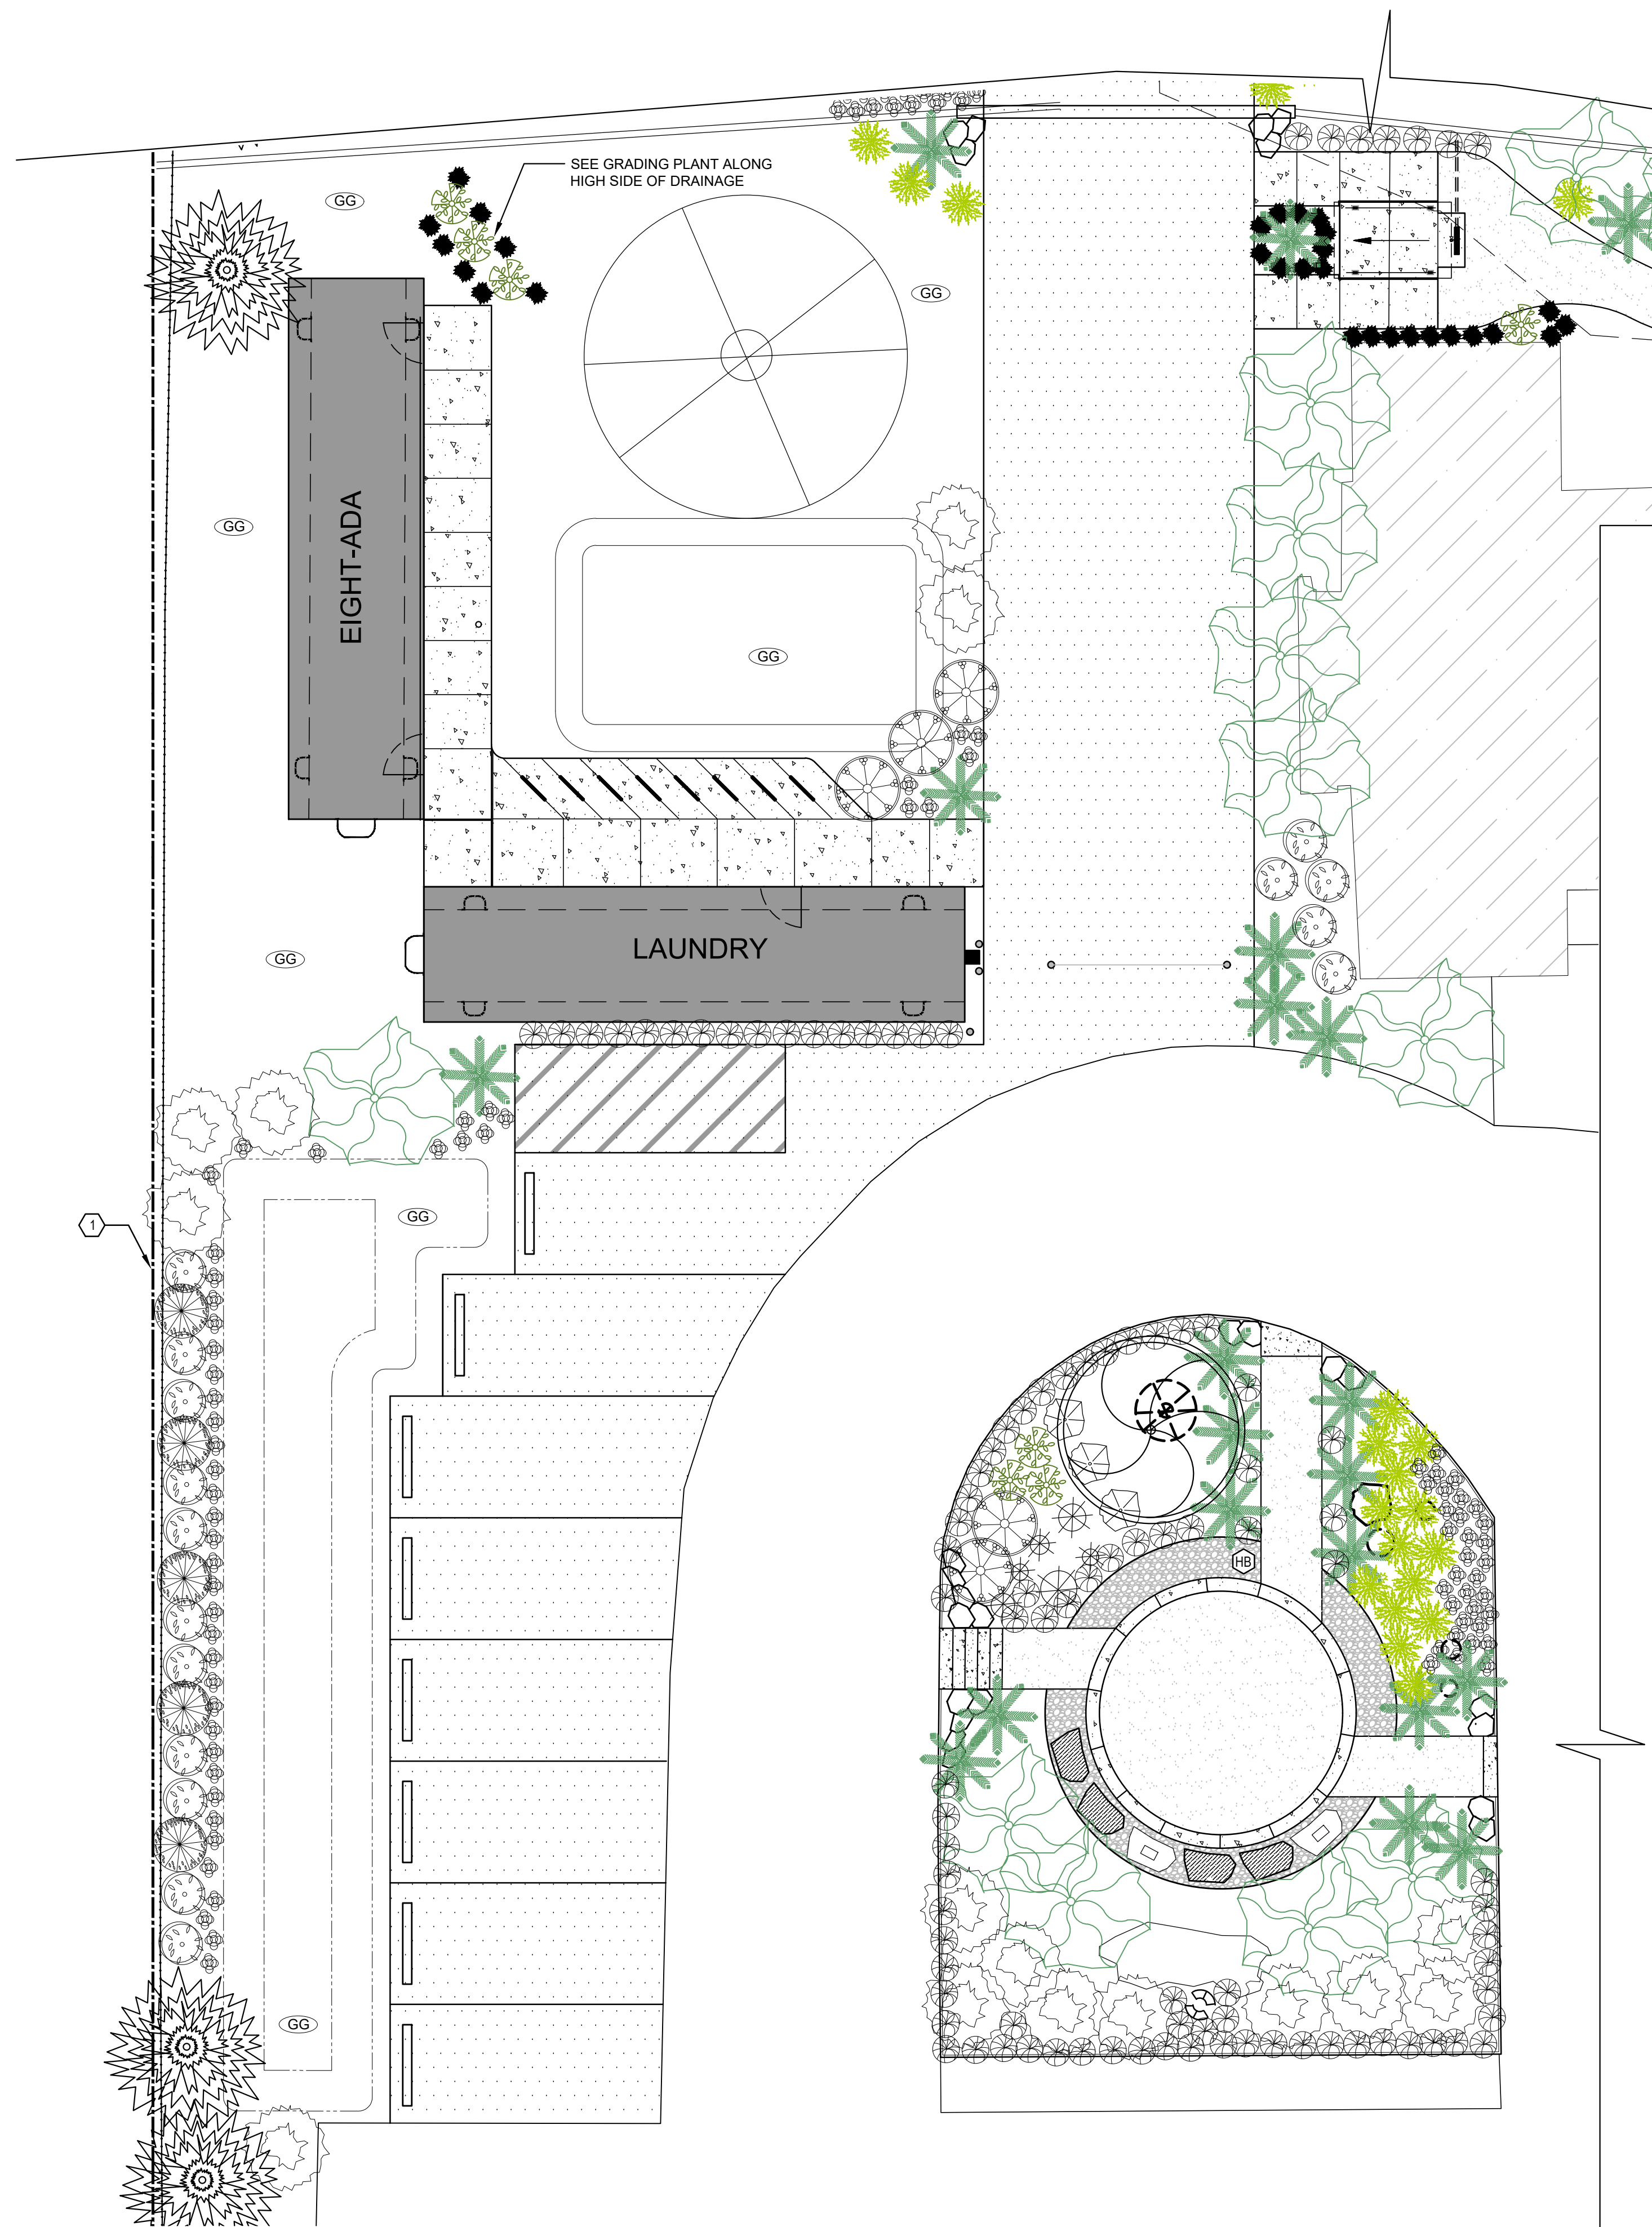 SEE GRADING PLANT ALONG
HIGH SIDE OF DRAINAGE
GG
GG
GG
EIGHT-ADA
GG
LAUNDRY
GG
GG
1
HB
GG